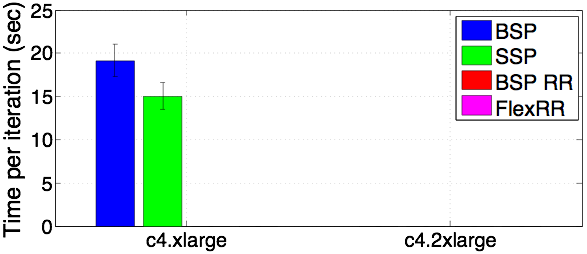 Time per iteration (sec)
25
20
15
10
5
0
BSP
SSP
BSP RR
FlexRR
c4.xlarge
c4.2xlarge